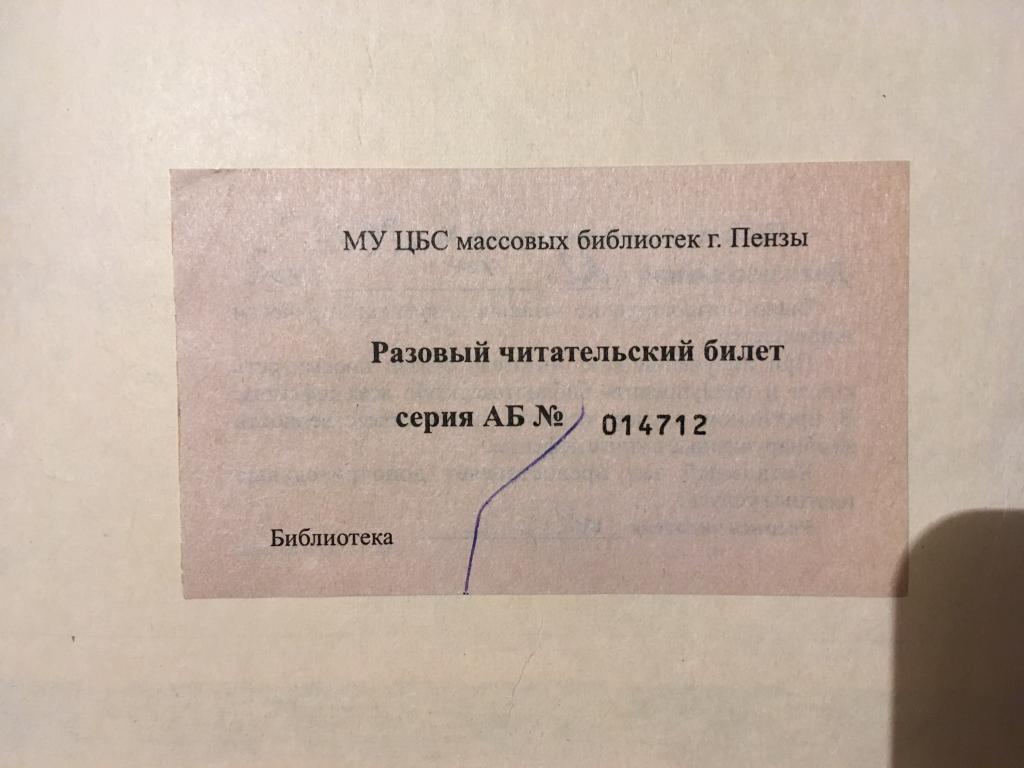 МУ ЦБС массовых библиотек г. Пензы
Разовый читательский билет
серия АБ № 014712
Библиотека